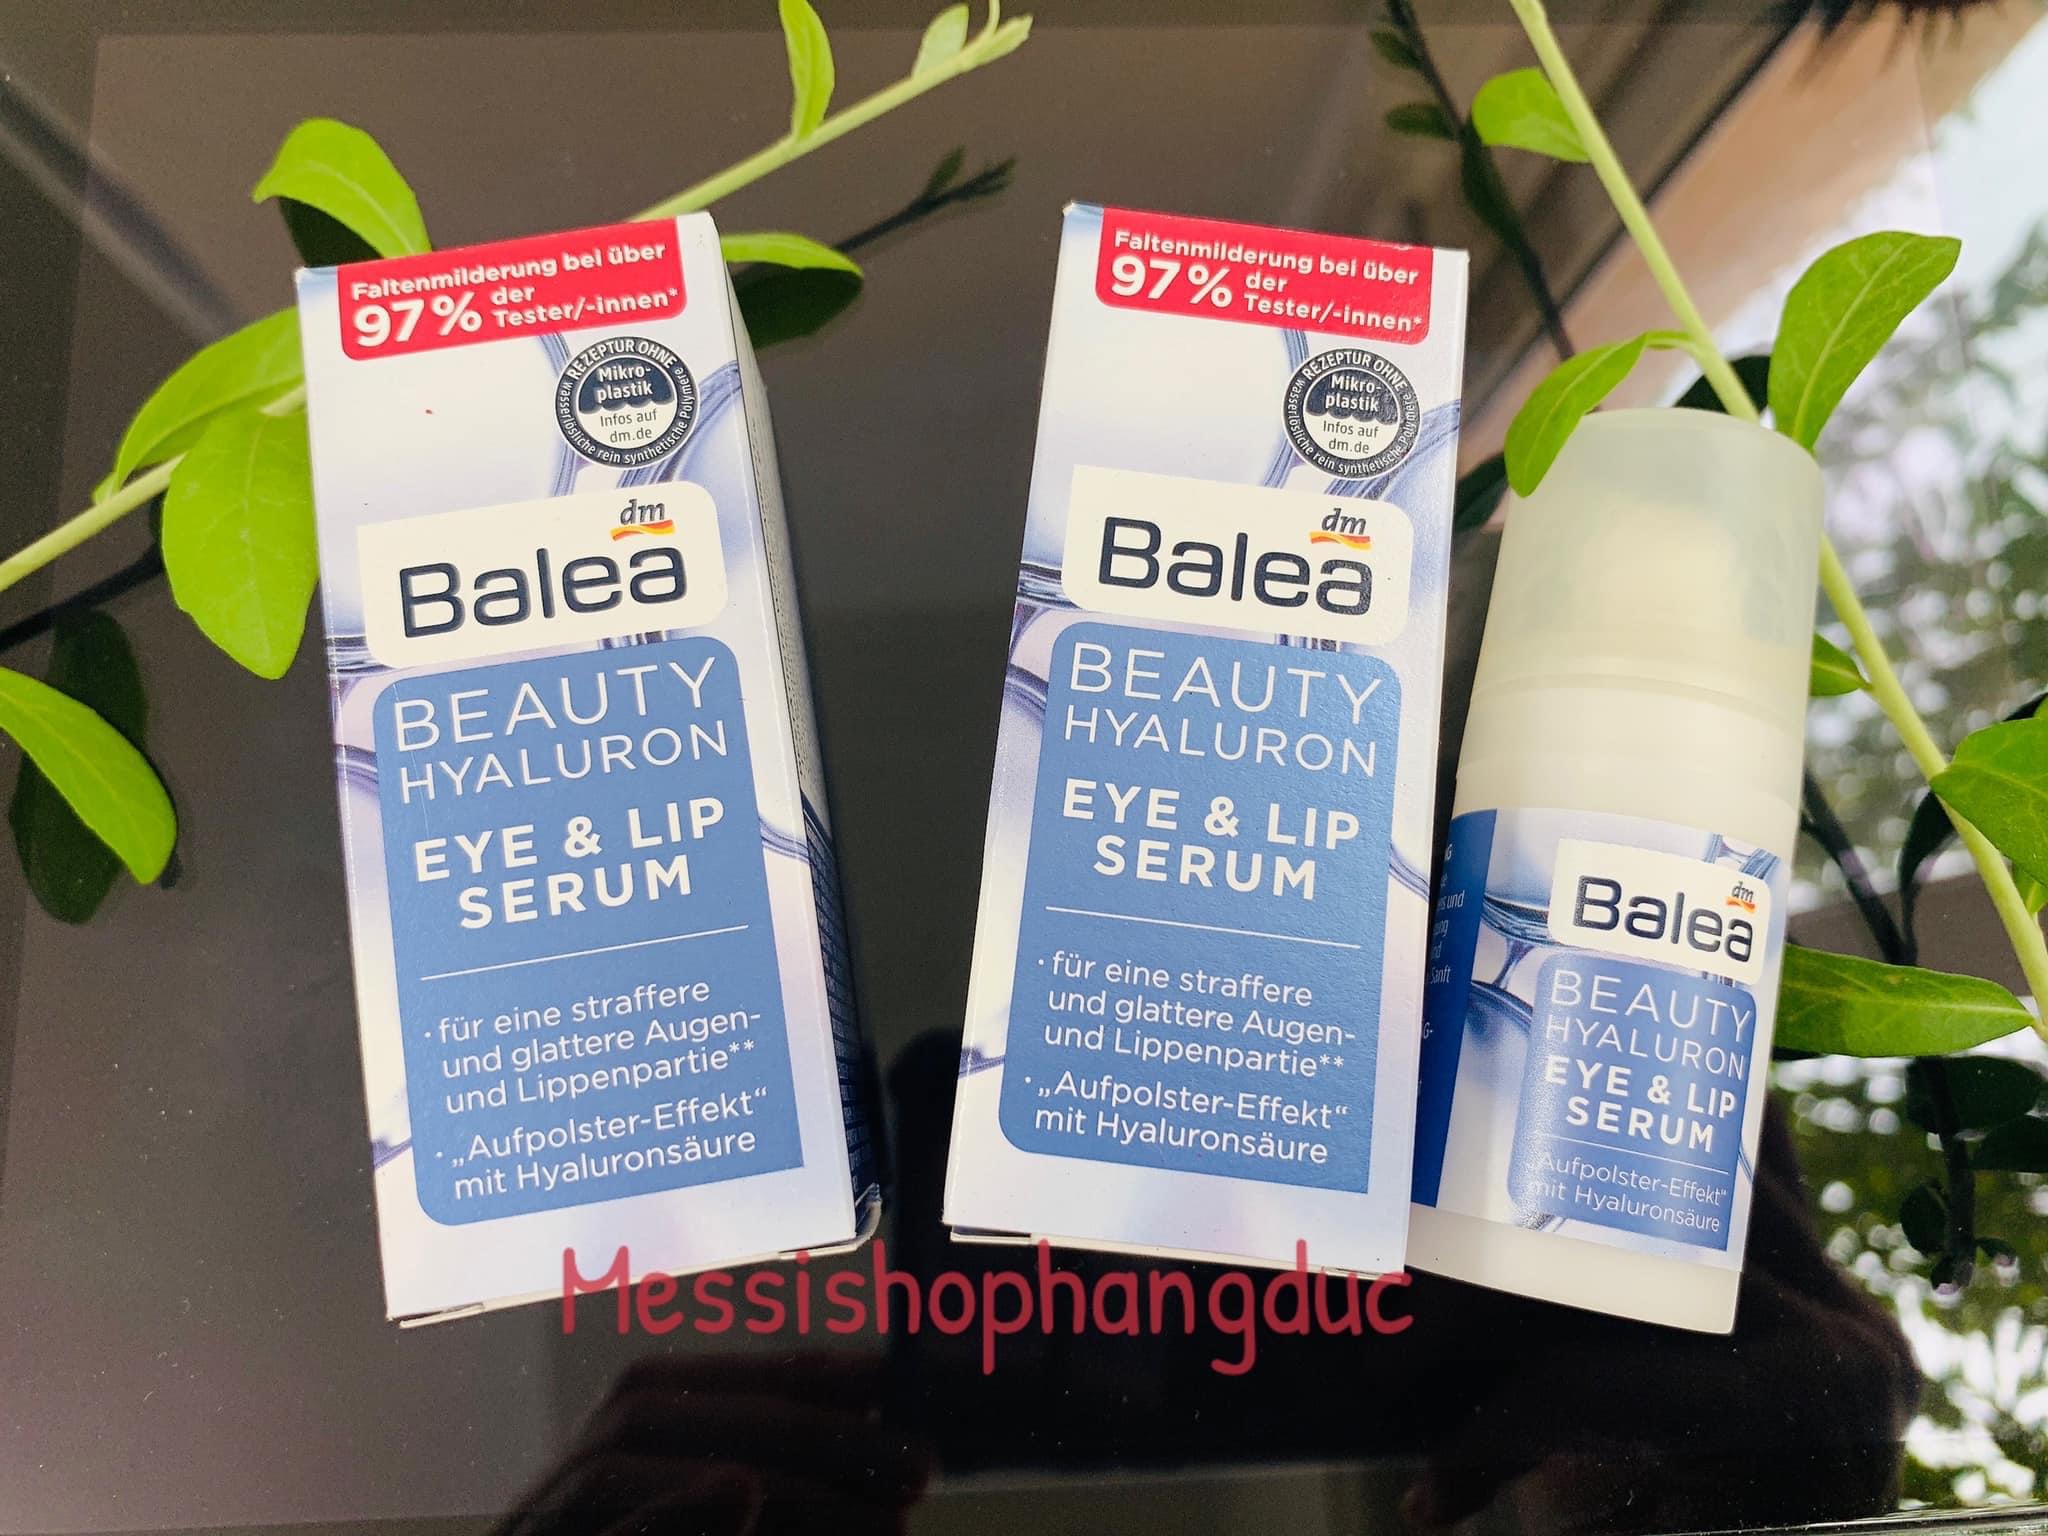 Faltenmilderung bei über
97% der
Tester/-innen*
REZEPTUR OHNE
Mikro-
plastik
Infos auf
dm.de
wasserlösliche rein synthetische Polymere
dm
Balea
BEAUTY
HYALURON
EYE & LIP
SERUM
• für eine straffere
und glattere Augen-
und Lippenpartie**
• „Aufpolster-Effekt“
mit Hyaluronsäure
Faltenmilderung bei über
97% der
Tester/-innen*
REZEPTUR OHNE
Mikro-
plastik
Infos auf
dm.de
wasserlösliche rein synthetische Polymere
dm
Balea
BEAUTY
HYALURON
EYE & LIP
SERUM
• für eine straffere
und glattere Augen-
und Lippenpartie**
• „Aufpolster-Effekt“
mit Hyaluronsäure
dm
Balea
BEAUTY
HYALURON
EYE & LIP
SERUM
Aufpolster-Effekt“
mit Hyaluronsäure
und
Sanft
Messishophangduc